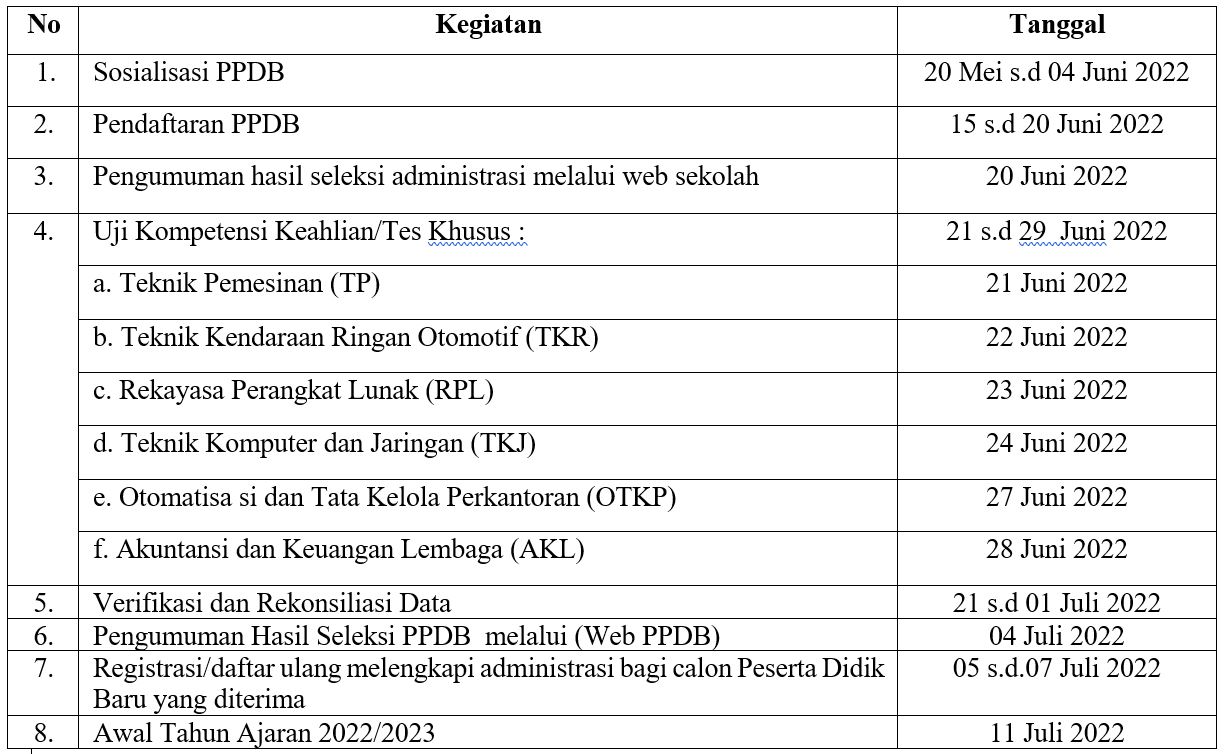 No Kegiatan Tanggal
1. Sosialisasi PPDB 20 Mei s.d 04 Juni 2022
2. Pendaftaran PPDB 15 s.d 20 Juni 2022
3. Pengumuman hasil seleksi administrasi melalui web sekolah 20 Juni 2022
4. Uji Kompetensi Keahlian/Tes Khusus : 21 s.d 29 Juni 2022
a. Teknik Pemesinan (TP) 21 Juni 2022
b. Teknik Kendaraan Ringan Otomotif (TKR) 22 Juni 2022
c. Rekayasa Perangkat Lunak (RPL) 23 Juni 2022
d. Teknik Komputer dan Jaringan (TKJ) 24 Juni 2022
e. Otomatisa si dan Tata Kelola Perkantoran (OTKP) 27 Juni 2022
f. Akuntansi dan Keuangan Lembaga (AKL) 28 Juni 2022
5. Verifikasi dan Rekonsiliasi Data 21 s.d 01 Juli 2022
6. Pengumuman Hasil Seleksi PPDB melalui (Web PPDB) 04 Juli 2022
7. Registrasi/daftar ulang melengkapi administrasi bagi calon Peserta Didik 05 s.d.07 Juli 2022
Baru yang diterima
8. Awal Tahun Ajaran 2022/2023 11 Juli 2022